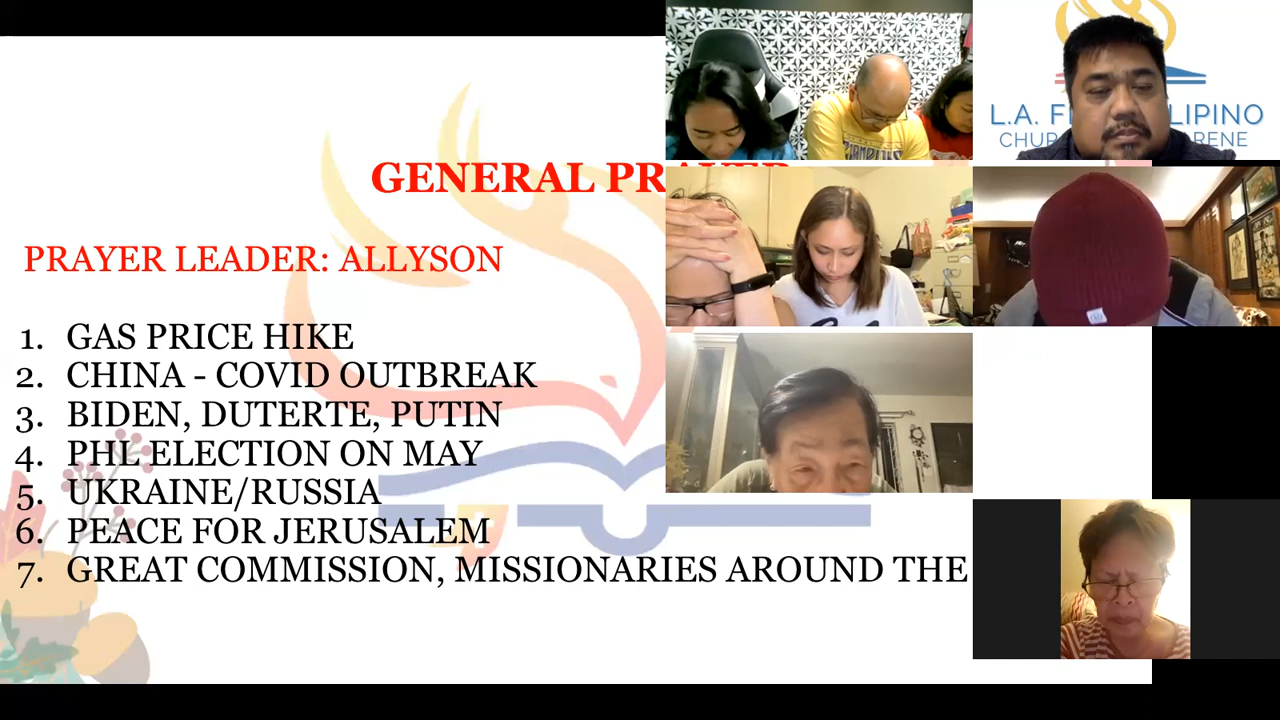 GENERAL PRAYER
PRAYER LEADER: ALLYSON
1. GAS PRICE HIKE
2. CHINA - COVID OUTBREAK
3. BIDEN, DUTERTE, PUTIN
4. PHL ELECTION ON MAY
5. UKRAINE/RUSSIA
6. PEACE FOR JERUSALEM
7. GREAT COMMISSION, MISSIONARIES AROUND THE
L.A. LIPINO
CHUR RENE